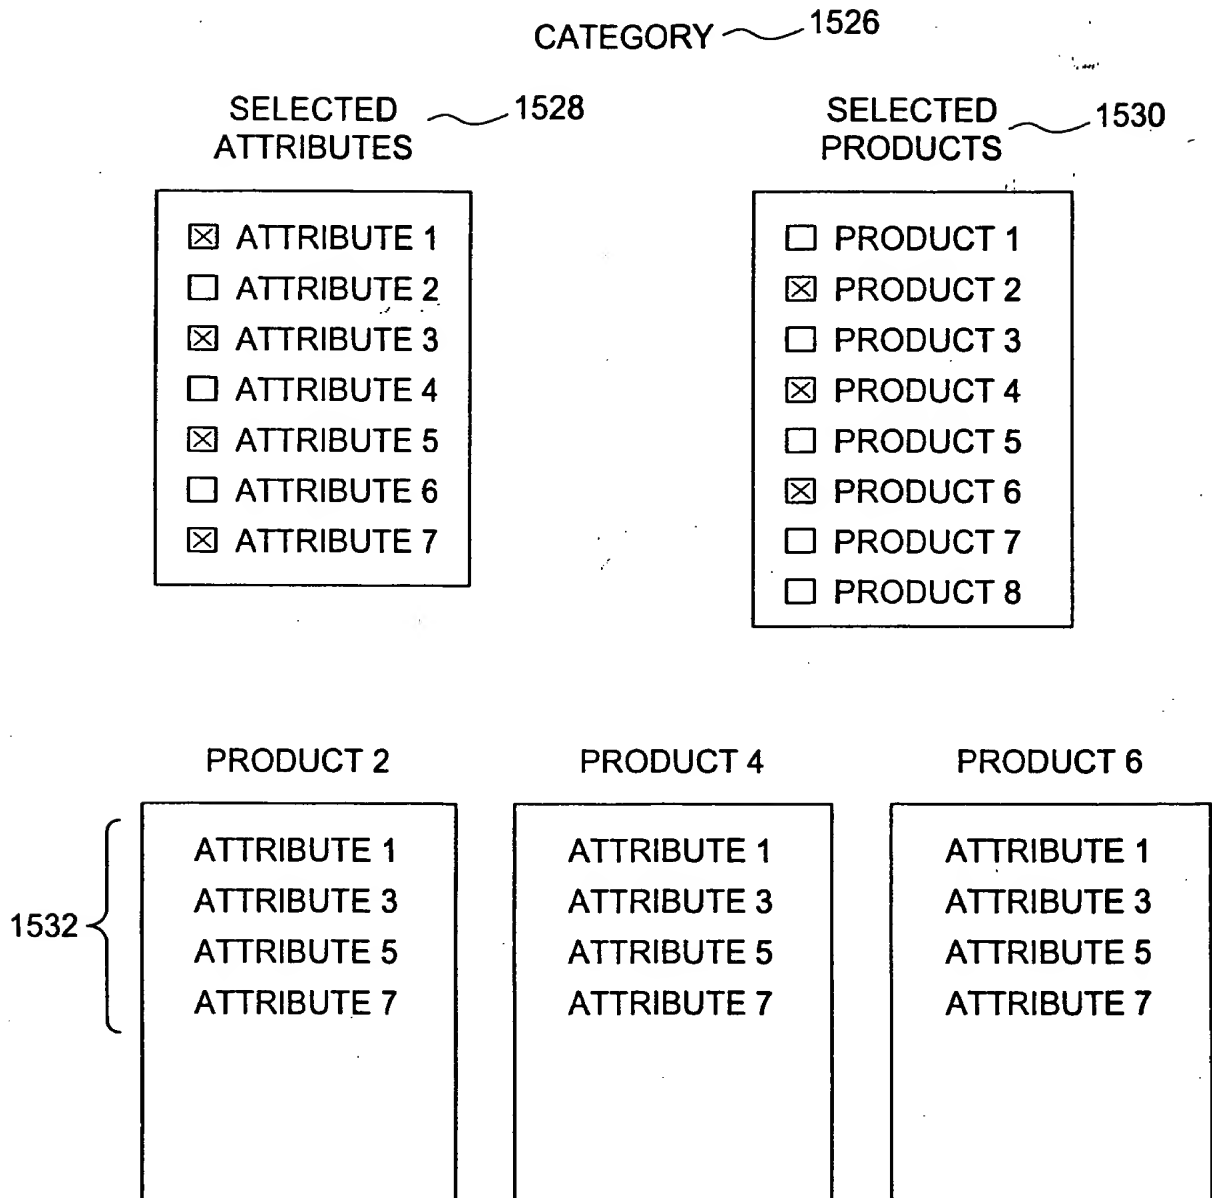 CATEGORY 1526
SELECTED ATTRIBUTES 1528
☒ ATTRIBUTE 1
☐ ATTRIBUTE 2
☒ ATTRIBUTE 3
☐ ATTRIBUTE 4
☒ ATTRIBUTE 5
☐ ATTRIBUTE 6
☒ ATTRIBUTE 7
SELECTED PRODUCTS 1530
☐ PRODUCT 1
☒ PRODUCT 2
☐ PRODUCT 3
☒ PRODUCT 4
☐ PRODUCT 5
☒ PRODUCT 6
☐ PRODUCT 7
☐ PRODUCT 8
1532
PRODUCT 2
ATTRIBUTE 1
ATTRIBUTE 3
ATTRIBUTE 5
ATTRIBUTE 7
PRODUCT 4
ATTRIBUTE 1
ATTRIBUTE 3
ATTRIBUTE 5
ATTRIBUTE 7
PRODUCT 6
ATTRIBUTE 1
ATTRIBUTE 3
ATTRIBUTE 5
ATTRIBUTE 7